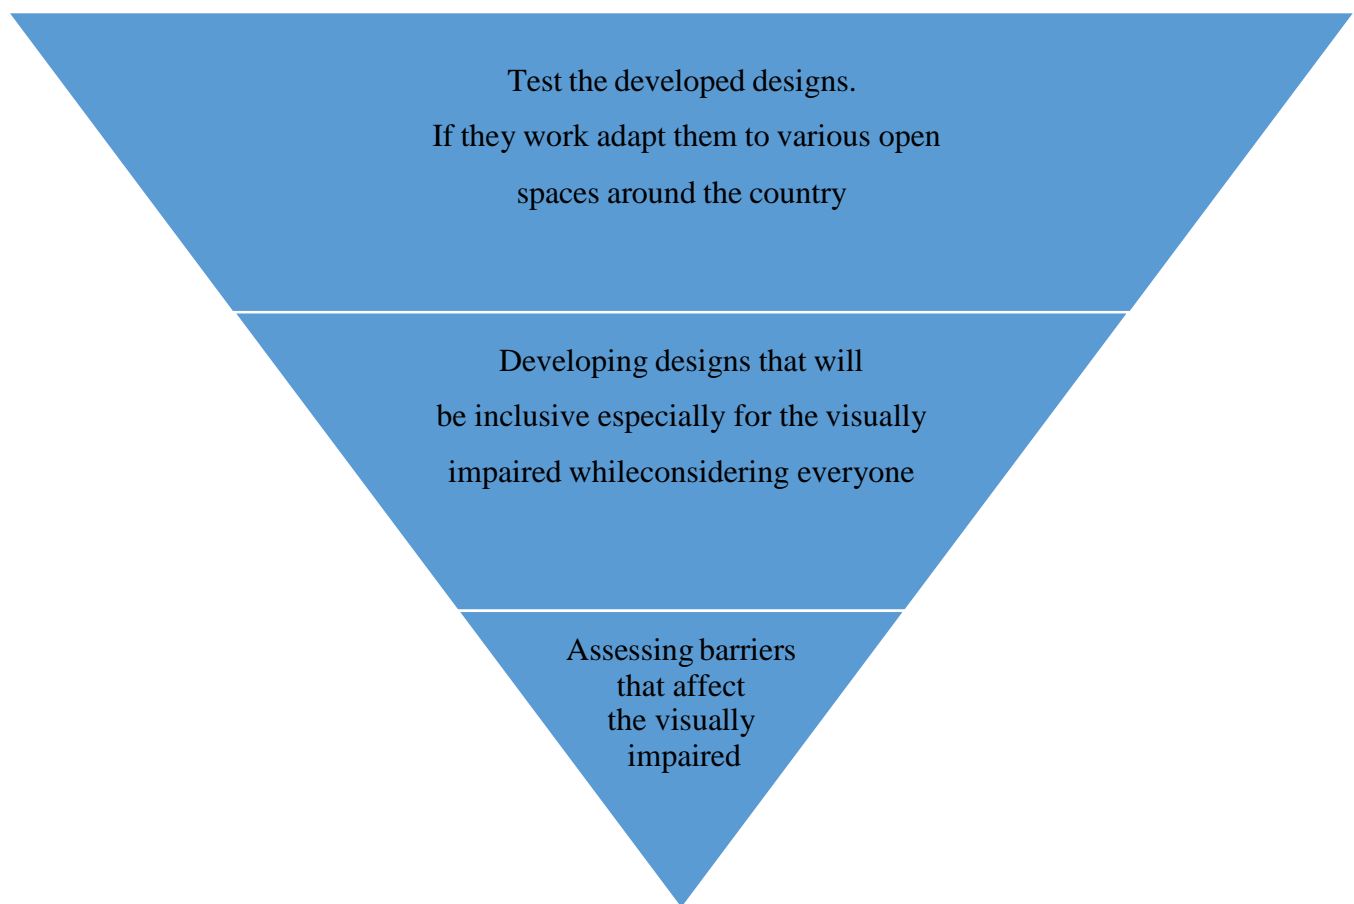 Test the developed designs.
If they work adapt them to various open
spaces around the country
Developing designs that will
be inclusive especially for the visually
impaired whileconsidering everyone
Assessing barriers
that affect
the visually
impaired